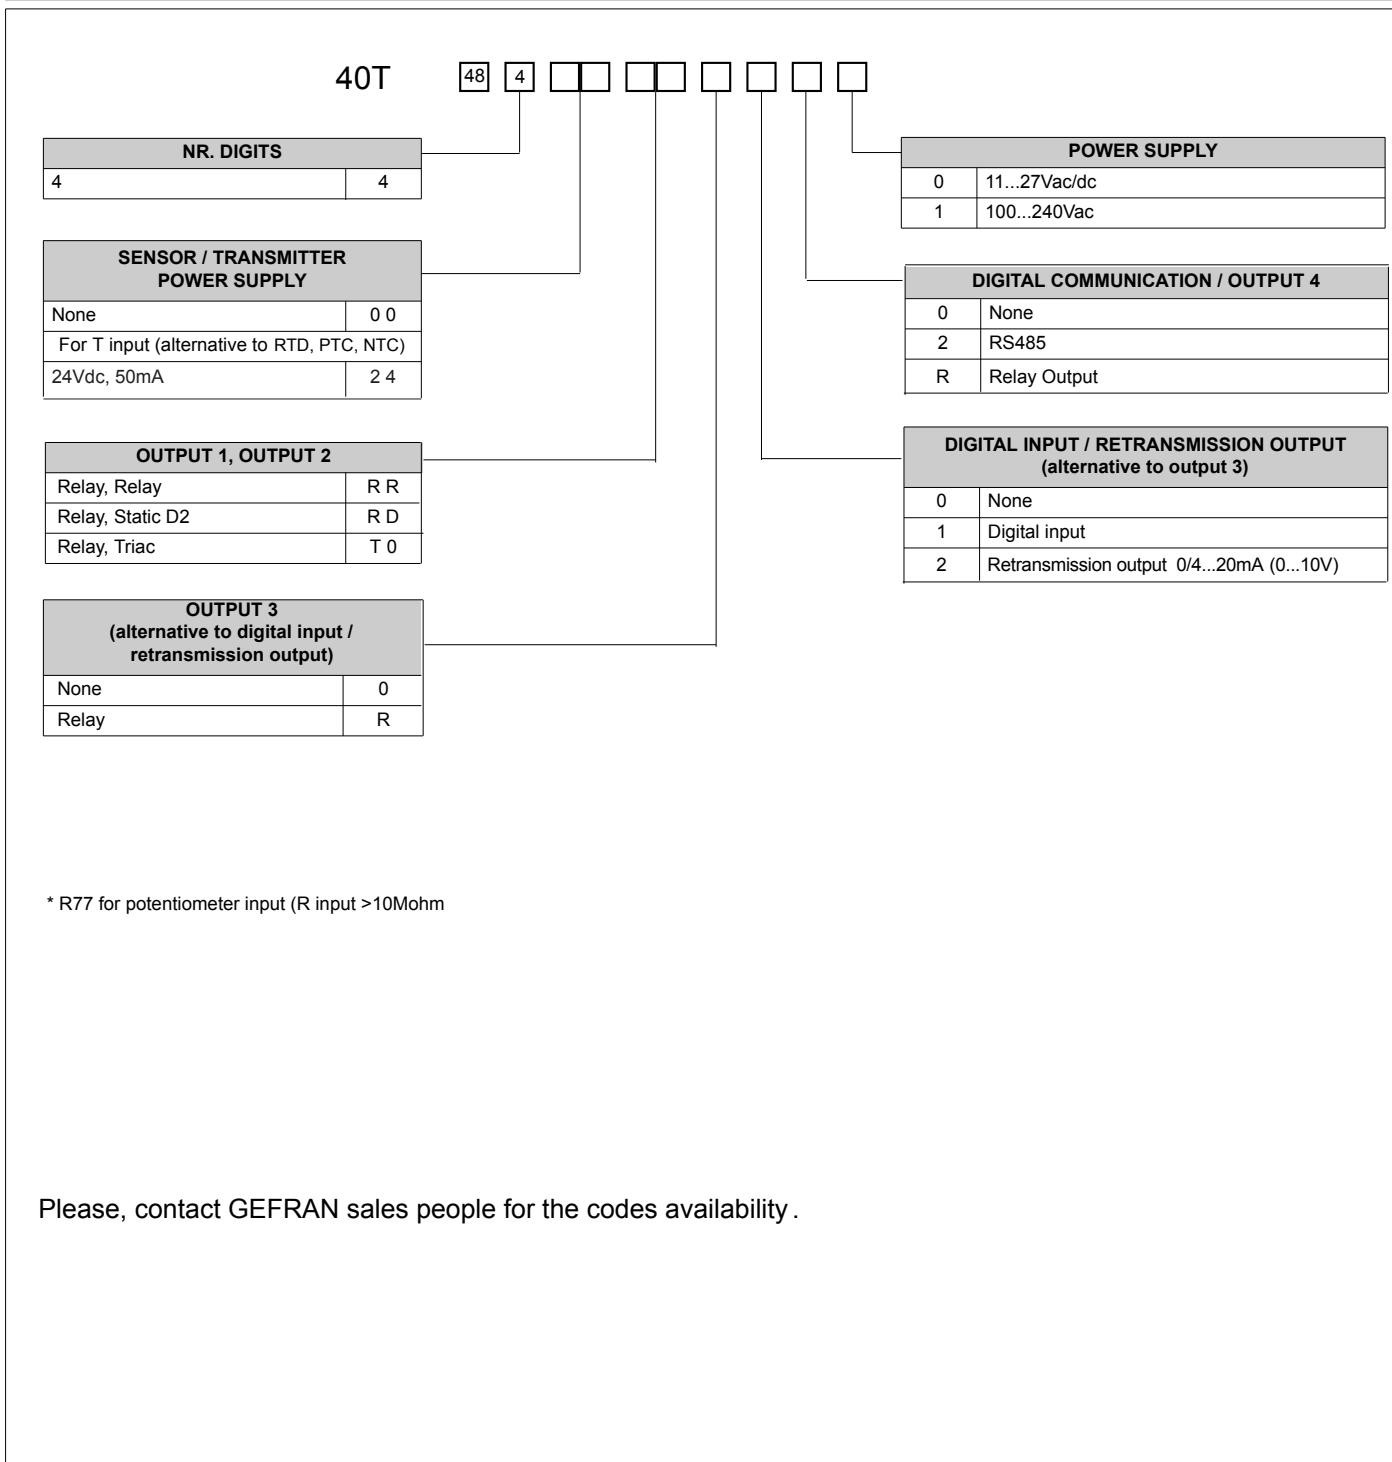 40T 48 4
NR. DIGITS
4 4
SENSOR / TRANSMITTER
POWER SUPPLY
None 0 0
For T input (alternative to RTD, PTC, NTC)
24Vdc, 50mA 2 4
OUTPUT 1, OUTPUT 2
Relay, Relay R R
Relay, Static D2 R D
Relay, Triac T 0
OUTPUT 3
(alternative to digital input /
retransmission output)
None 0
Relay R
POWER SUPPLY
0 11...27Vac/dc
1 100...240Vac
DIGITAL COMMUNICATION / OUTPUT 4
0 None
2 RS485
R Relay Output
DIGITAL INPUT / RETRANSMISSION OUTPUT
(alternative to output 3)
0 None
1 Digital input
2 Retransmission output 0/4...20mA (0...10V)
* R77 for potentiometer input (R input >10Mohm
Please, contact GEFRAN sales people for the codes availability.